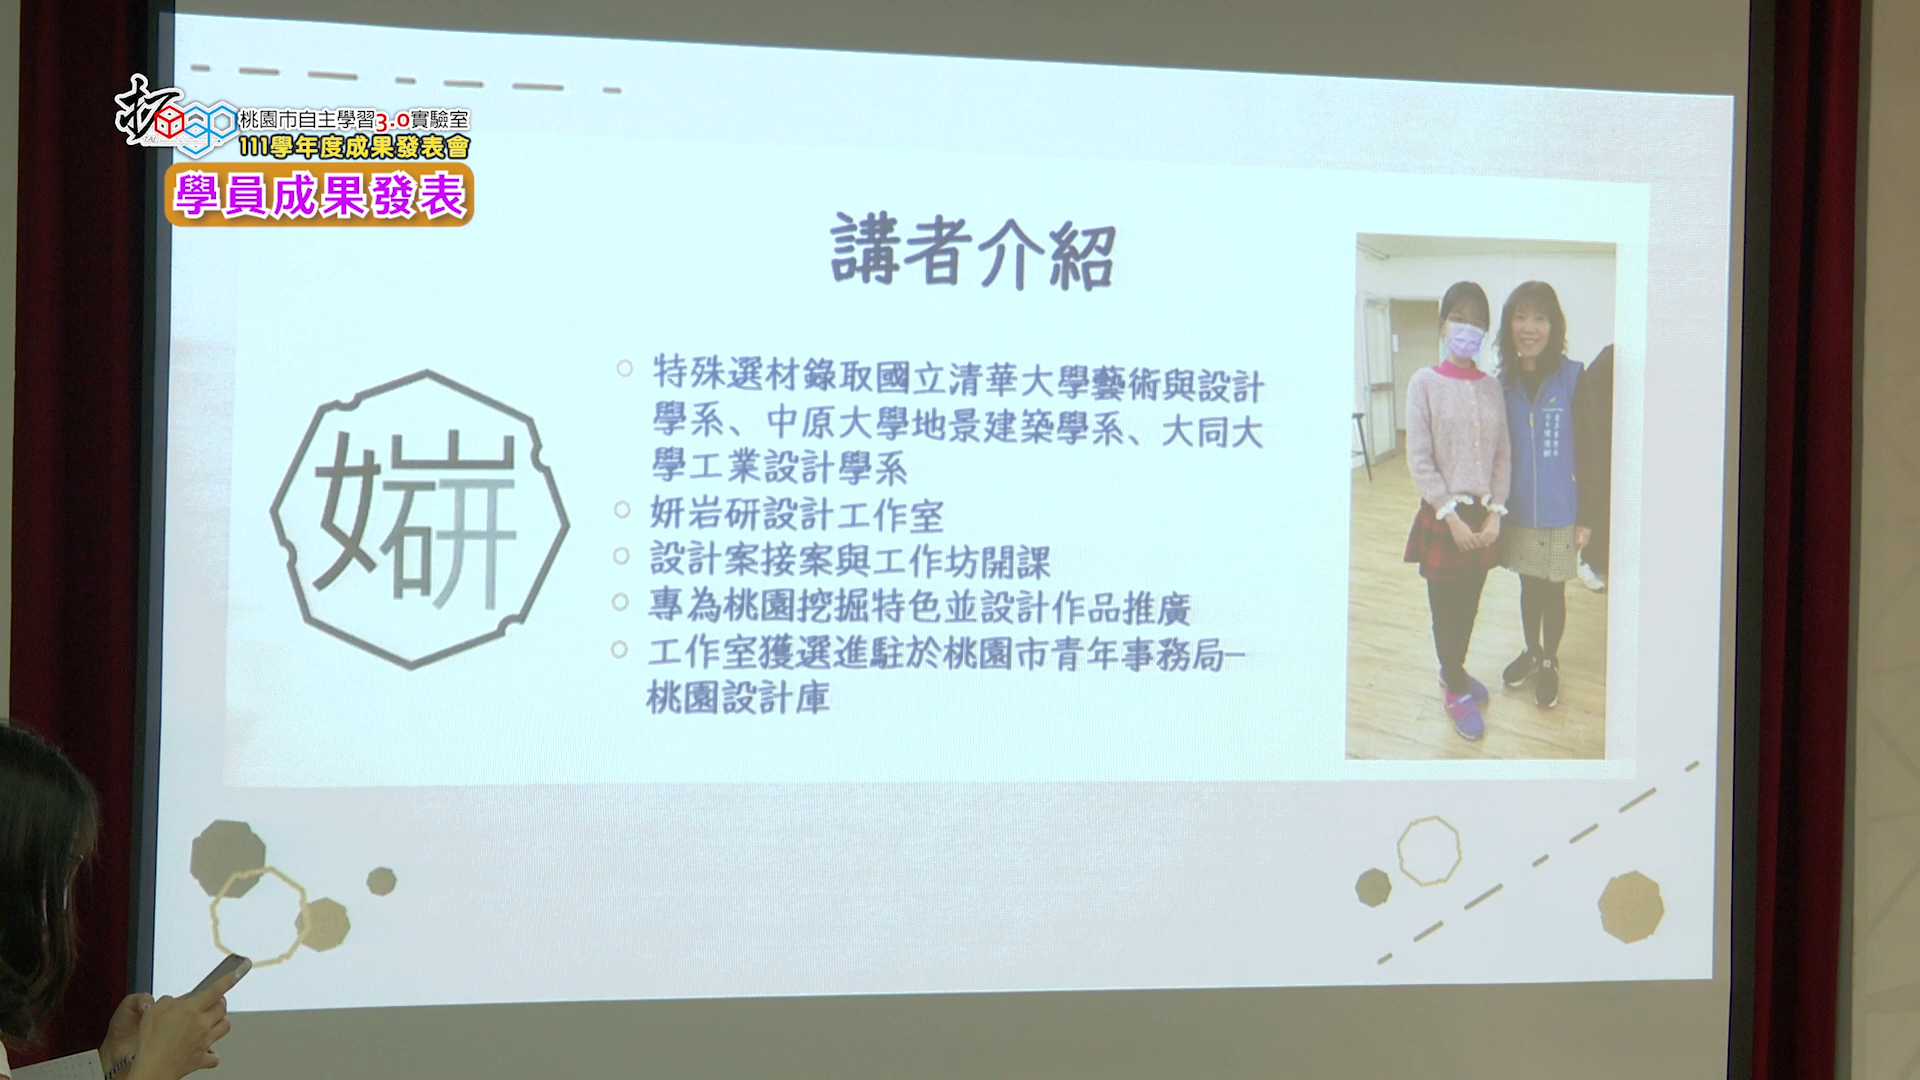 拓
桃園市自主學習3.0實驗室
111學年度成果發表會
學員成果發表
講者介紹
妍岩研
特殊選材錄取國立清華大學藝術與設計
學系、中原大學地景建築學系、大同大
學工業設計學系
妍岩研設計工作室
設計案接案與工作坊開課
專為桃園挖掘特色並設計作品推廣
工作室獲選進駐於桃園市青年事務局—
桃園設計庫